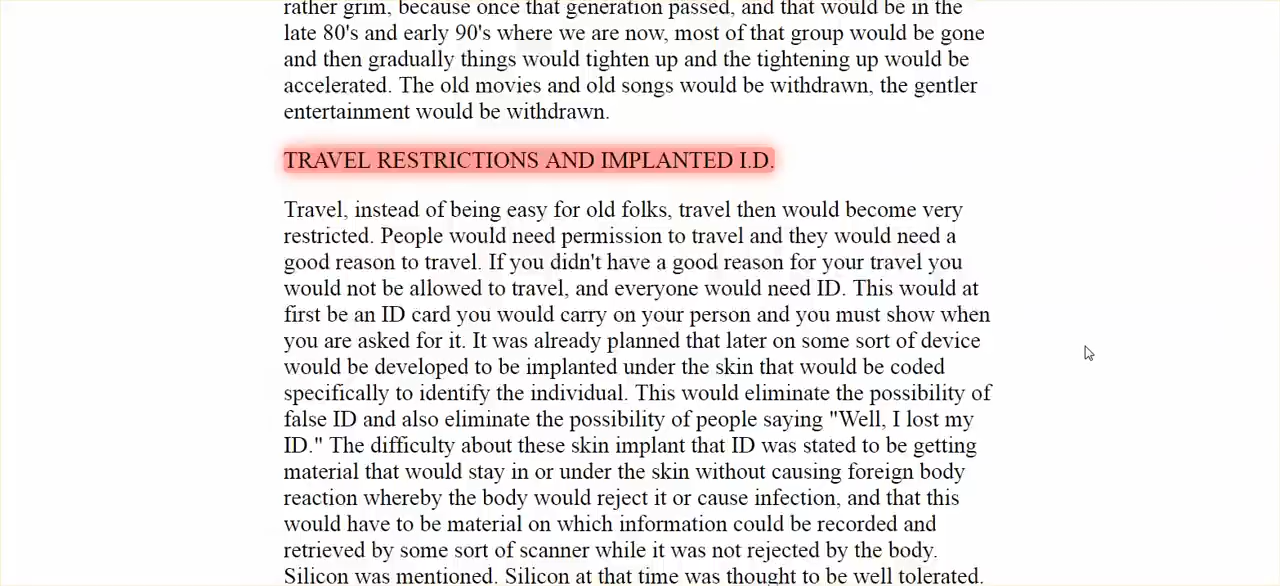 rather grim, because once that generation passed, and that would be in the
late 80's and early 90's where we are now, most of that group would be gone
and then gradually things would tighten up and the tightening up would be
accelerated. The old movies and old songs would be withdrawn, the gentler
entertainment would be withdrawn.
TRAVEL RESTRICTIONS AND IMPLANTED I.D.
Travel, instead of being easy for old folks, travel then would become very
restricted. People would need permission to travel and they would need a
good reason to travel. If you didn't have a good reason for your travel you
would not be allowed to travel, and everyone would need ID. This would at
first be an ID card you would carry on your person and you must show when
you are asked for it. It was already planned that later on some sort of device
would be developed to be implanted under the skin that would be coded
specifically to identify the individual. This would eliminate the possibility of
false ID and also eliminate the possibility of people saying "Well, I lost my
ID." The difficulty about these skin implant that ID was stated to be getting
material that would stay in or under the skin without causing foreign body
reaction whereby the body would reject it or cause infection, and that this
would have to be material on which information could be recorded and
retrieved by some sort of scanner while it was not rejected by the body.
Silicon was mentioned. Silicon at that time was thought to be well tolerated.